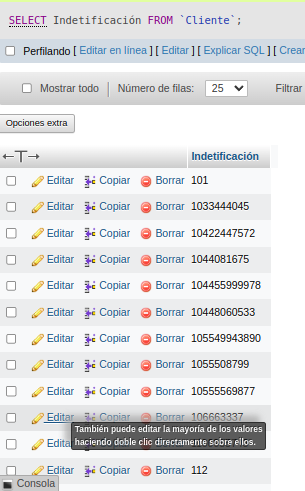 SELECT Indetificación FROM `Cliente`;
Perfilando [ Editar en línea ] [ Editar ] [ Explicar SQL ] [ Crear
Mostrar todo Número de filas: 25 Filtrar
Opciones extra
←T→ Indetificación
Editar Copiar Borrar 101
Editar Copiar Borrar 1033444045
Editar Copiar Borrar 10422447572
Editar Copiar Borrar 1044081675
Editar Copiar Borrar 104455999978
Editar Copiar Borrar 10448060533
Editar Copiar Borrar 105549943890
Editar Copiar Borrar 1055508799
Editar Copiar Borrar 10555569877
Editar Copiar Borrar 106663337
También puede editar la mayoría de los valores
haciendo doble clic directamente sobre ellos.
Editar
Editar Copiar Borrar 112
Consola